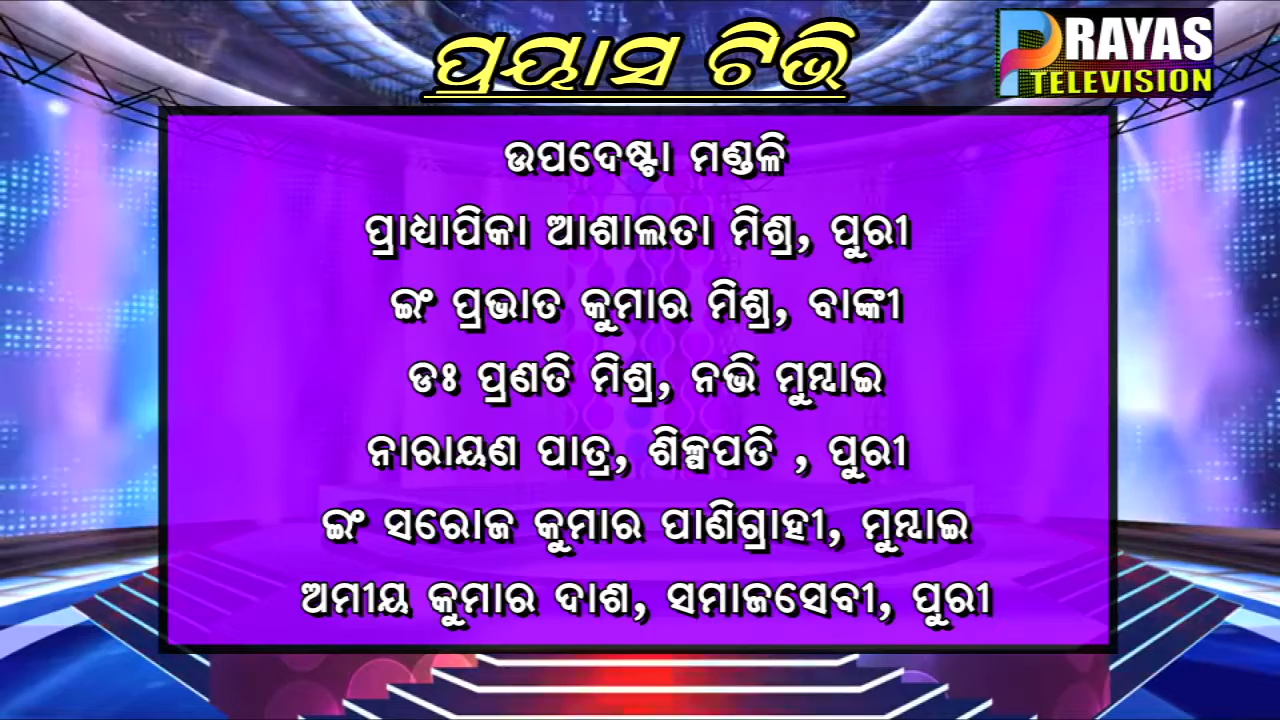 ପ୍ରୟାସ ଟିଭି
PRAYAS
TELEVISION
ଉପଦେଷ୍ଟା ମଣ୍ଡଳି
ପ୍ରାଧ୍ୟାପିକା ଆଶାଲତା ମିଶ୍ର, ପୁରୀ
ଇଂ ପ୍ରଭାତ କୁମାର ମିଶ୍ର, ବାଙ୍କୀ
ଡଃ ପ୍ରଣତି ମିଶ୍ର, ନଭି ମୁମ୍ବାଇ
ନାରାୟଣ ପାତ୍ର, ଶିଳ୍ପପତି , ପୁରୀ
ଇଂ ସରୋଜ କୁମାର ପାଣିଗ୍ରାହୀ, ମୁମ୍ବାଇ
ଅମୀୟ କୁମାର ଦାଶ, ସମାଜସେବୀ, ପୁରୀ